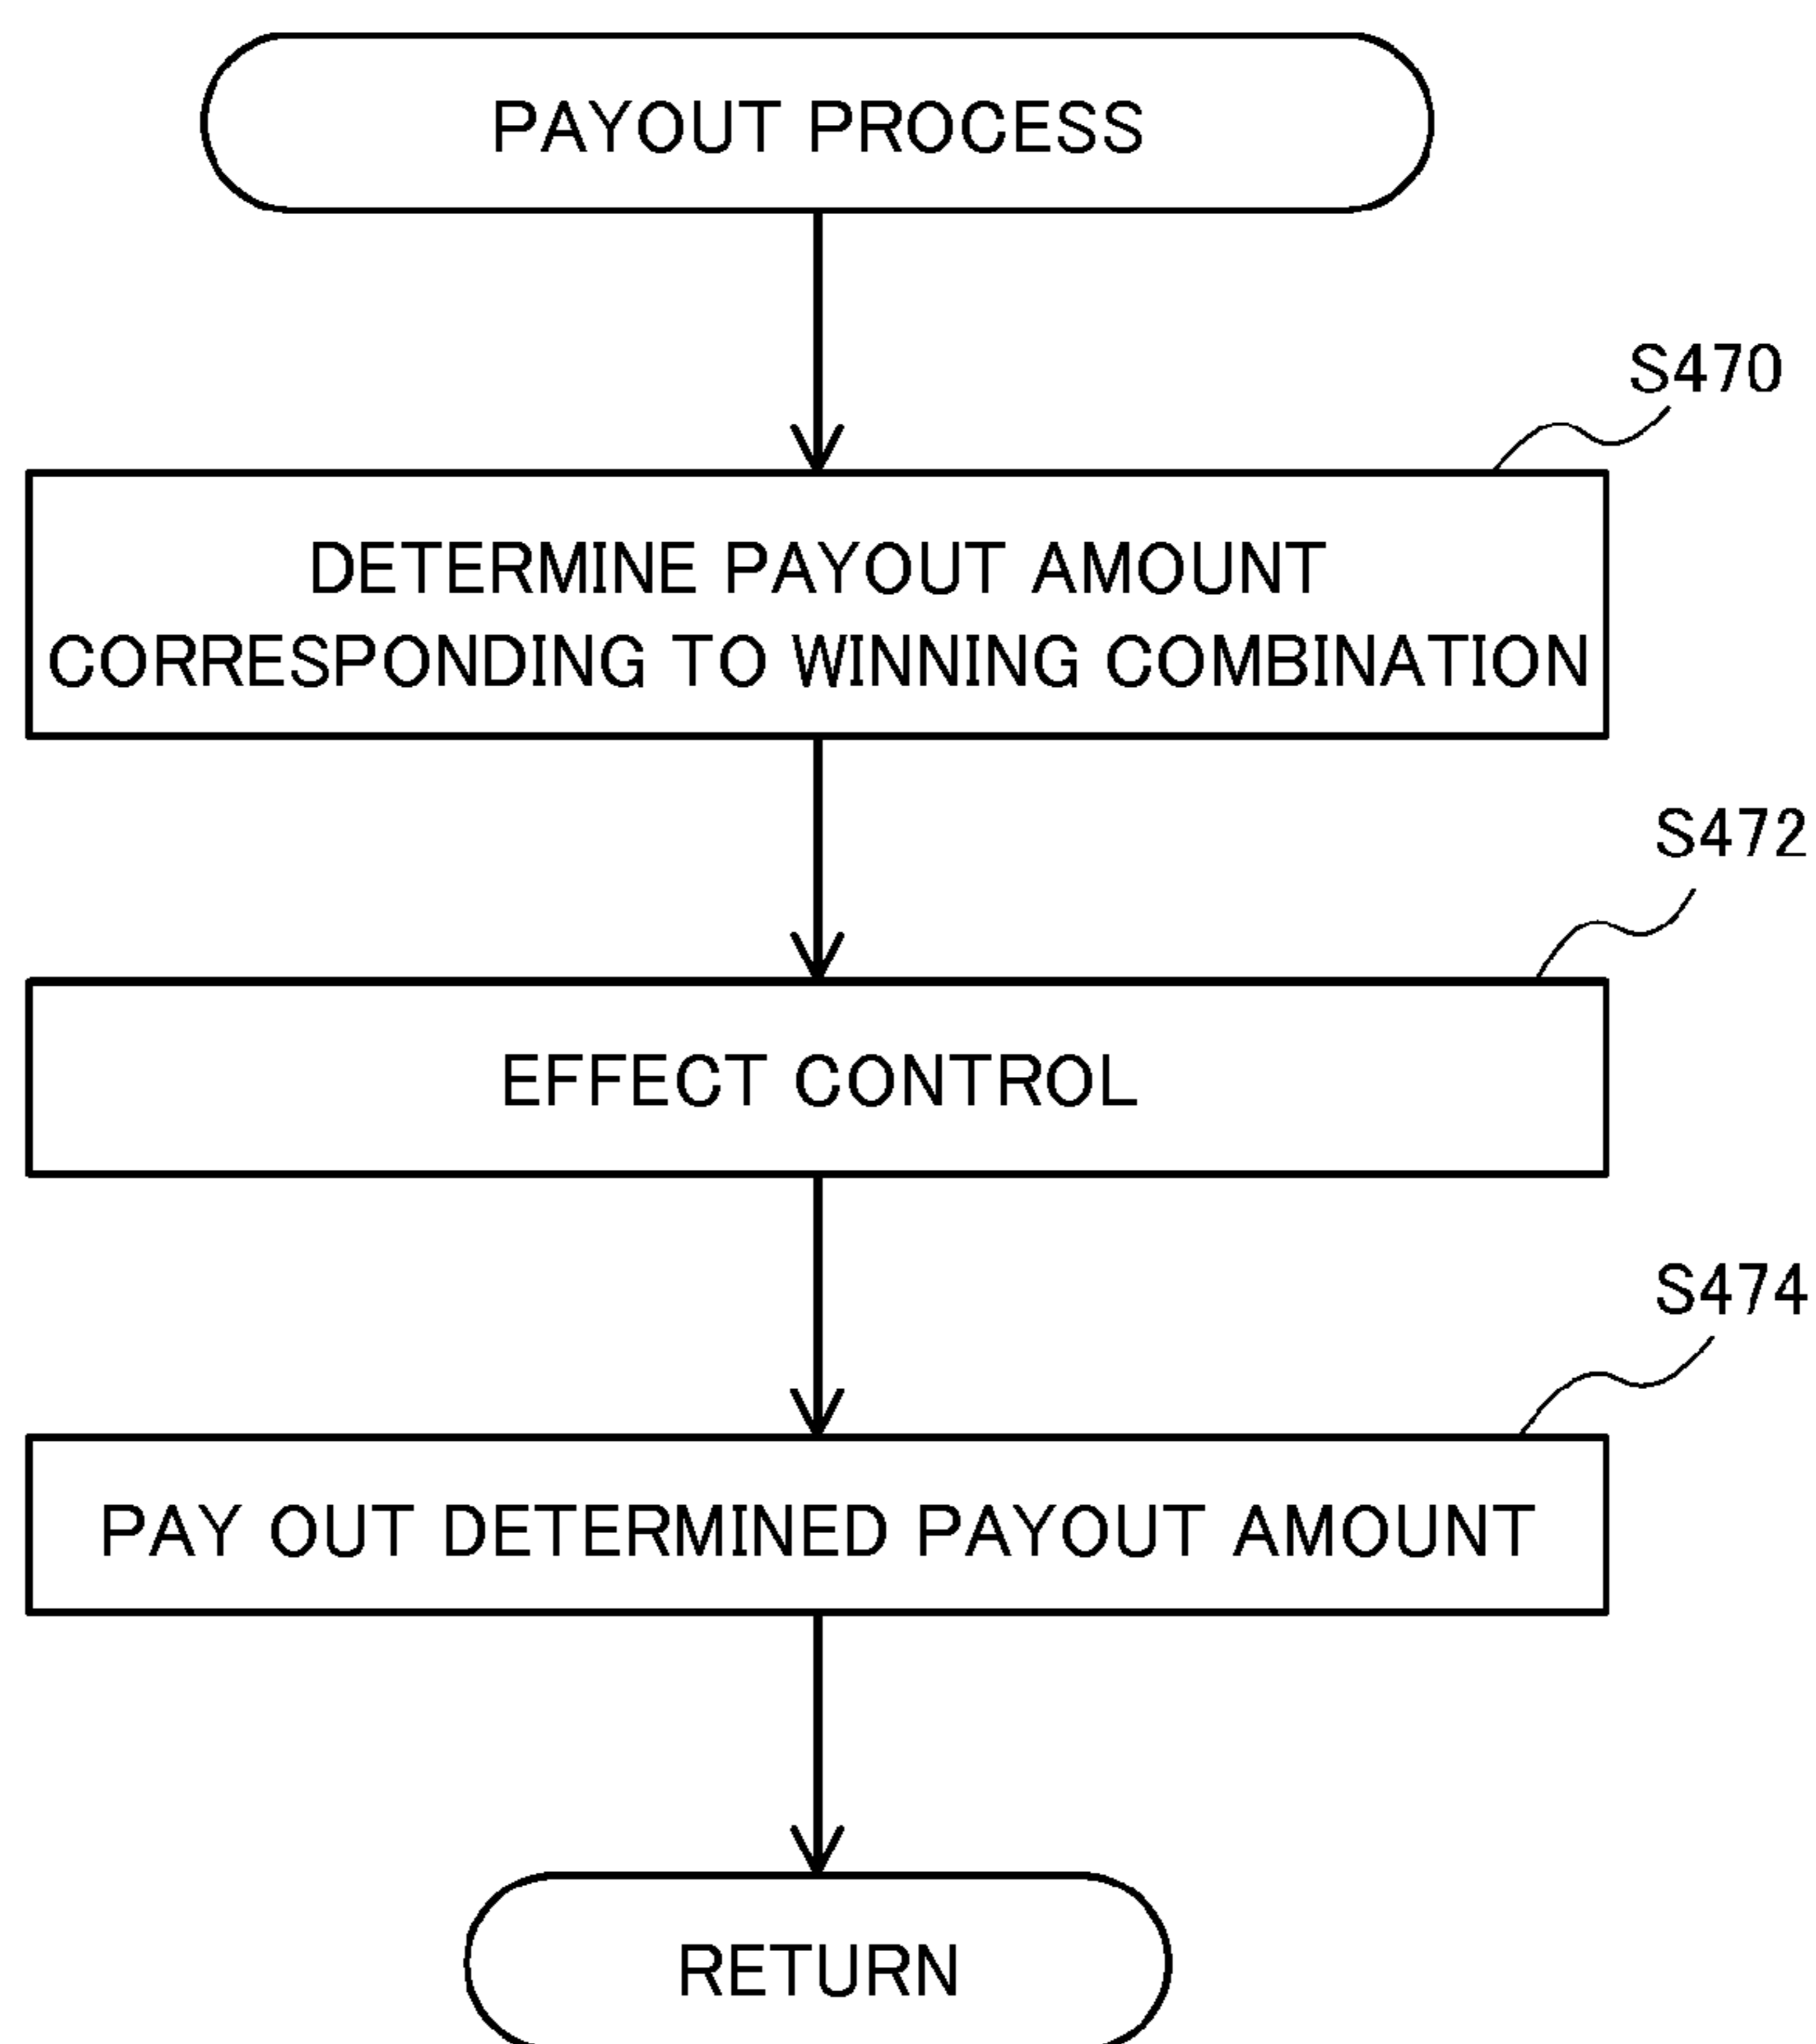 PAYOUT PROCESS
S470
DETERMINE PAYOUT AMOUNT
CORRESPONDING TO WINNING COMBINATION
S472
EFFECT CONTROL
S474
PAY OUT DETERMINED PAYOUT AMOUNT
RETURN